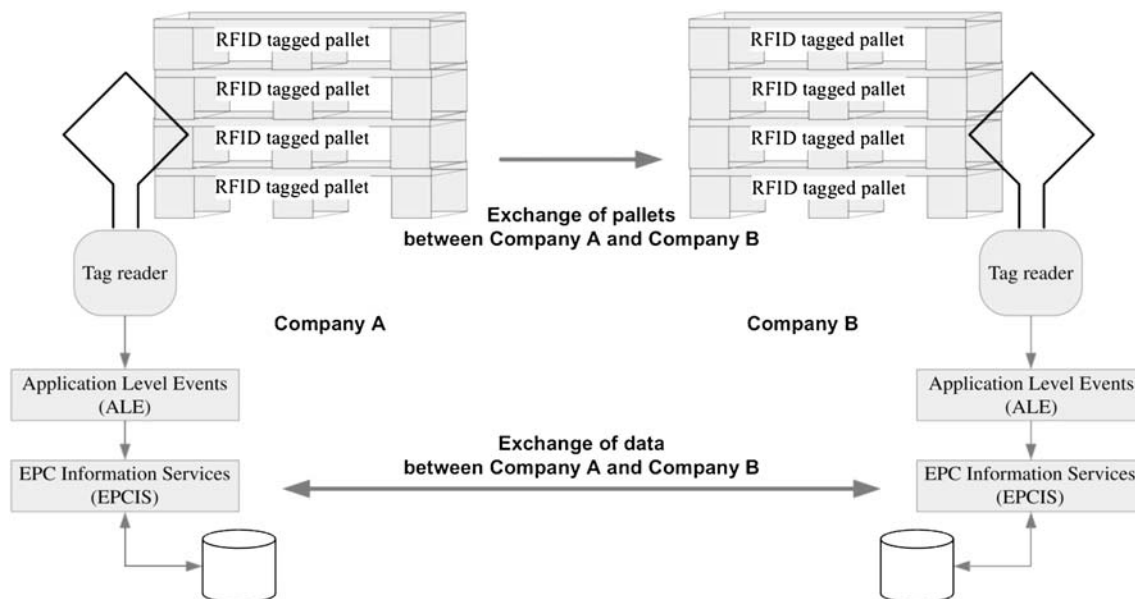 RFID tagged pallet
RFID tagged pallet
RFID tagged pallet
RFID tagged pallet
RFID tagged pallet
RFID tagged pallet
RFID tagged pallet
RFID tagged pallet
Exchange of pallets
between Company A and Company B
Tag reader
Tag reader
Company A
Company B
Application Level Events
(ALE)
Application Level Events
(ALE)
Exchange of data
between Company A and Company B
EPC Information Services
(EPCIS)
EPC Information Services
(EPCIS)